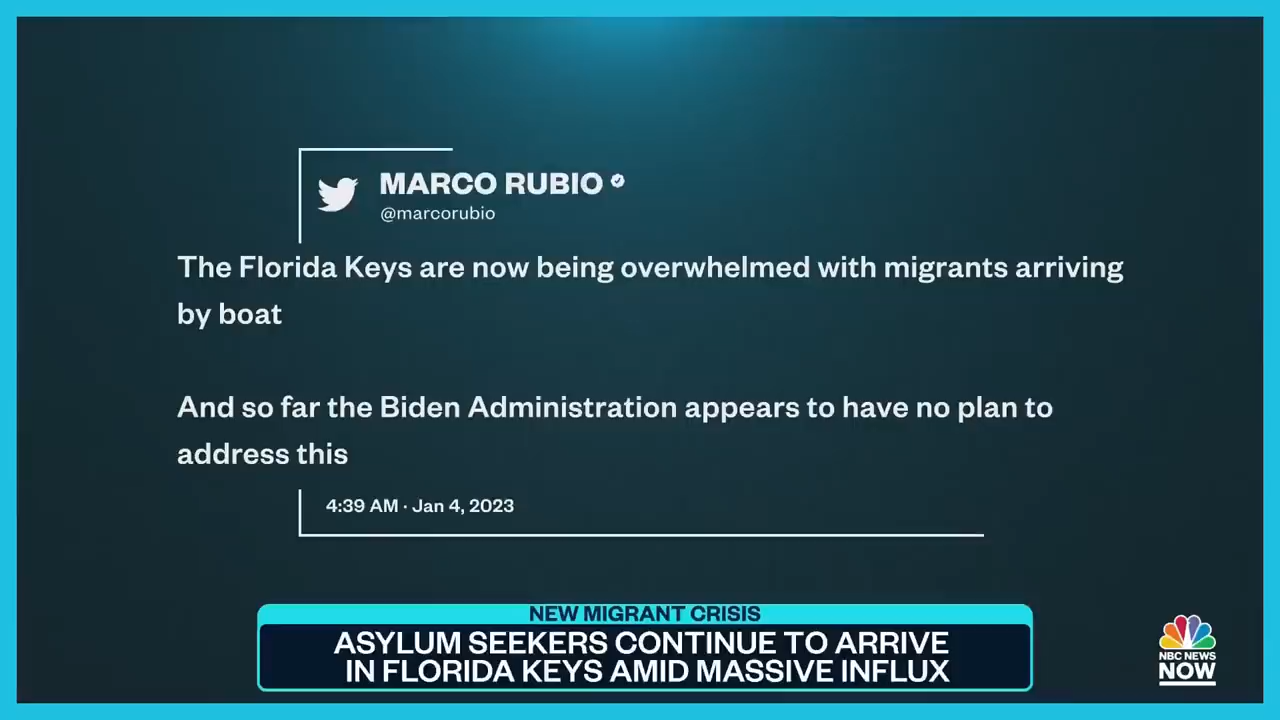 MARCO RUBIO
@marcorubio
The Florida Keys are now being overwhelmed with migrants arriving
by boat
And so far the Biden Administration appears to have no plan to
address this
4:39 AM · Jan 4, 2023
NEW MIGRANT CRISIS
ASYLUM SEEKERS CONTINUE TO ARRIVE
IN FLORIDA KEYS AMID MASSIVE INFLUX
NBC NEWS
NOW